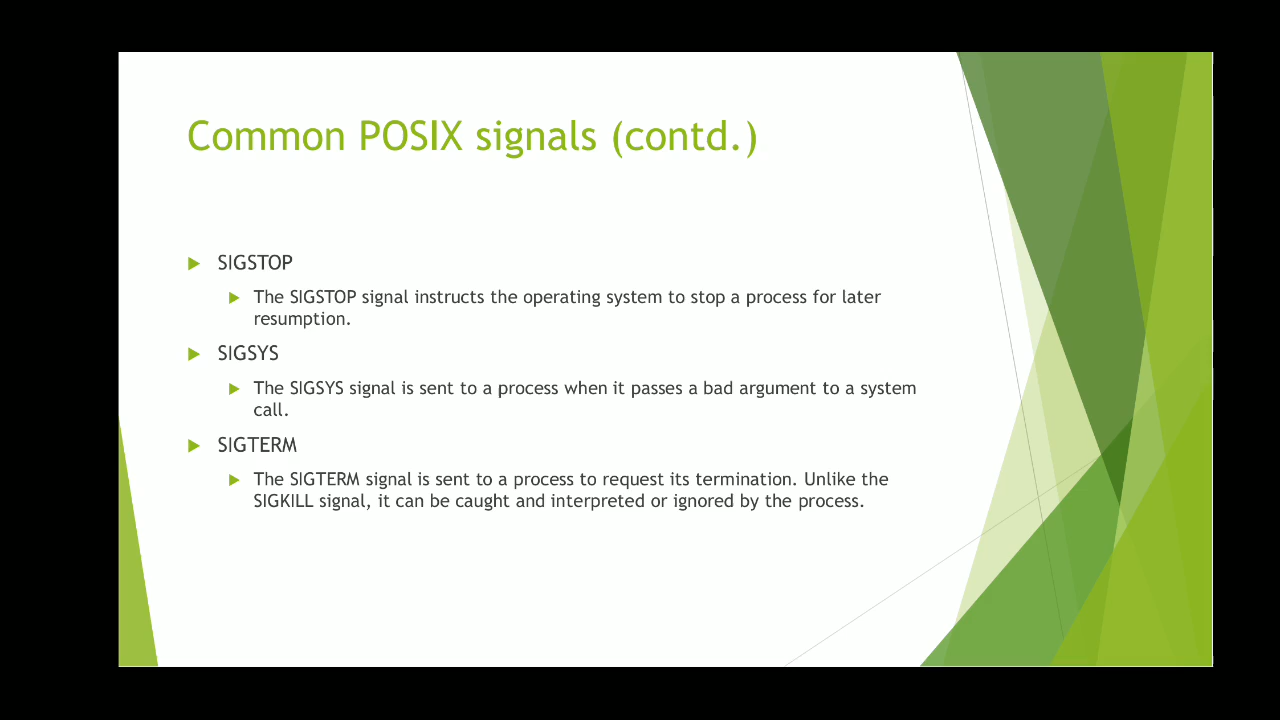 Common POSIX signals (contd.)
SIGSTOP
The SIGSTOP signal instructs the operating system to stop a process for later
resumption.
SIGSYS
The SIGSYS signal is sent to a process when it passes a bad argument to a system
call.
SIGTERM
The SIGTERM signal is sent to a process to request its termination. Unlike the
SIGKILL signal, it can be caught and interpreted or ignored by the process.